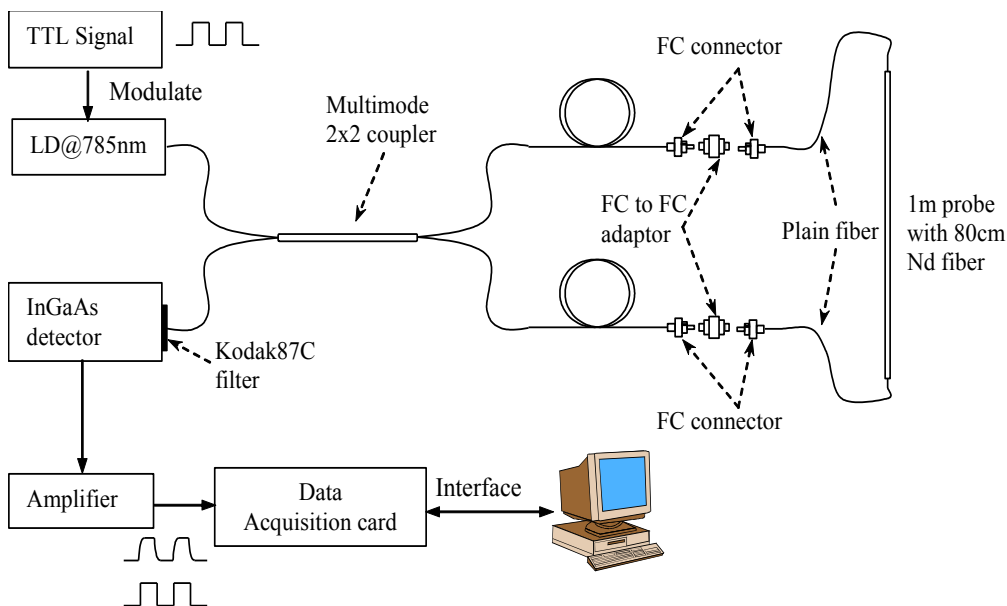 TTL Signal
Modulate
LD@785nm
Multimode
2x2 coupler
FC connector
FC to FC
adaptor
Plain fiber
1m probe
with 80cm
Nd fiber
InGaAs
detector
Kodak87C
filter
FC connector
Amplifier
Data
Acquisition card
Interface